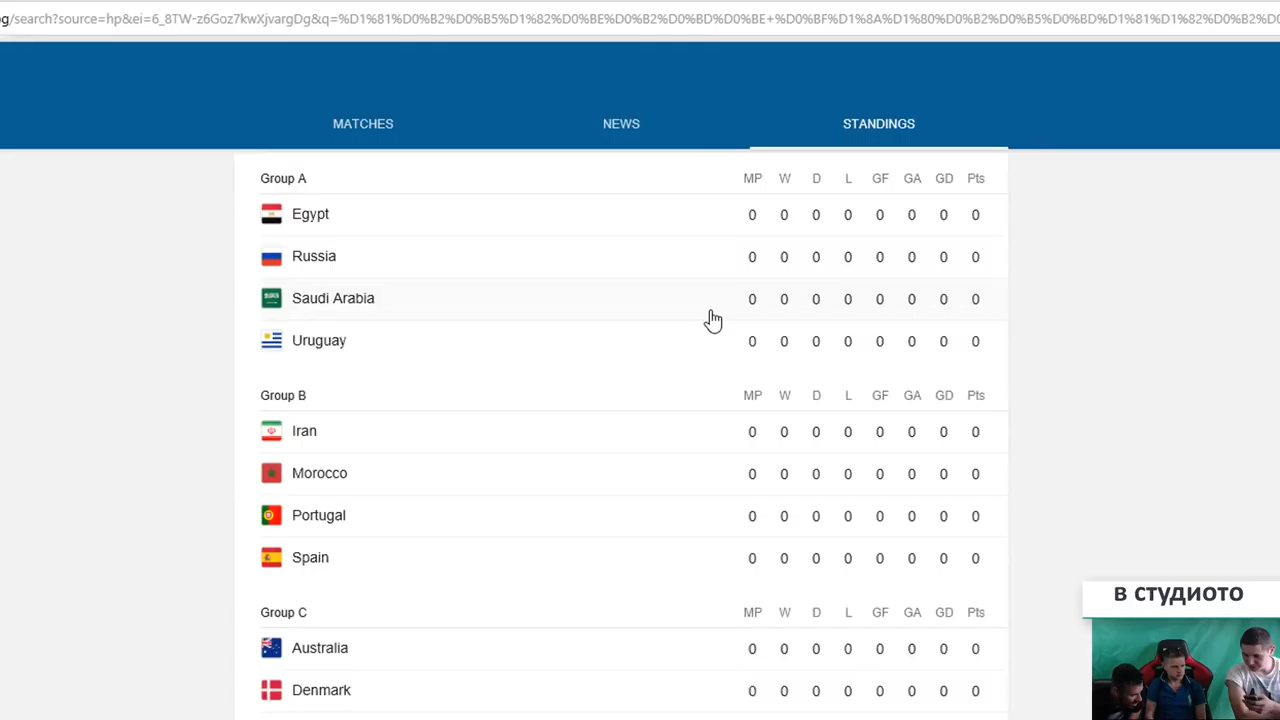 g/search?source=hp&ei=6_8TW-z6Goz7kwXjvargDg&q=%D1%81%D0%B2%D0%B5%D1%82%D0%BE%D0%B2%D0%BD%D0%BE+%D0%BF%D1%8A%D1%80%D0%B2%D0%B5%D0%BD%D1%81%D1%82%D0%B2%D0%
MATCHES NEWS STANDINGS
Group A MP W D L GF GA GD Pts
Egypt 0 0 0 0 0 0 0 0
Russia 0 0 0 0 0 0 0 0
Saudi Arabia 0 0 0 0 0 0 0 0
Uruguay 0 0 0 0 0 0 0 0
Group B MP W D L GF GA GD Pts
Iran 0 0 0 0 0 0 0 0
Morocco 0 0 0 0 0 0 0 0
Portugal 0 0 0 0 0 0 0 0
Spain 0 0 0 0 0 0 0 0
в студиото
Group C MP W D L GF GA GD Pts
Australia 0 0 0 0 0 0 0 0
Denmark 0 0 0 0 0 0 0 0